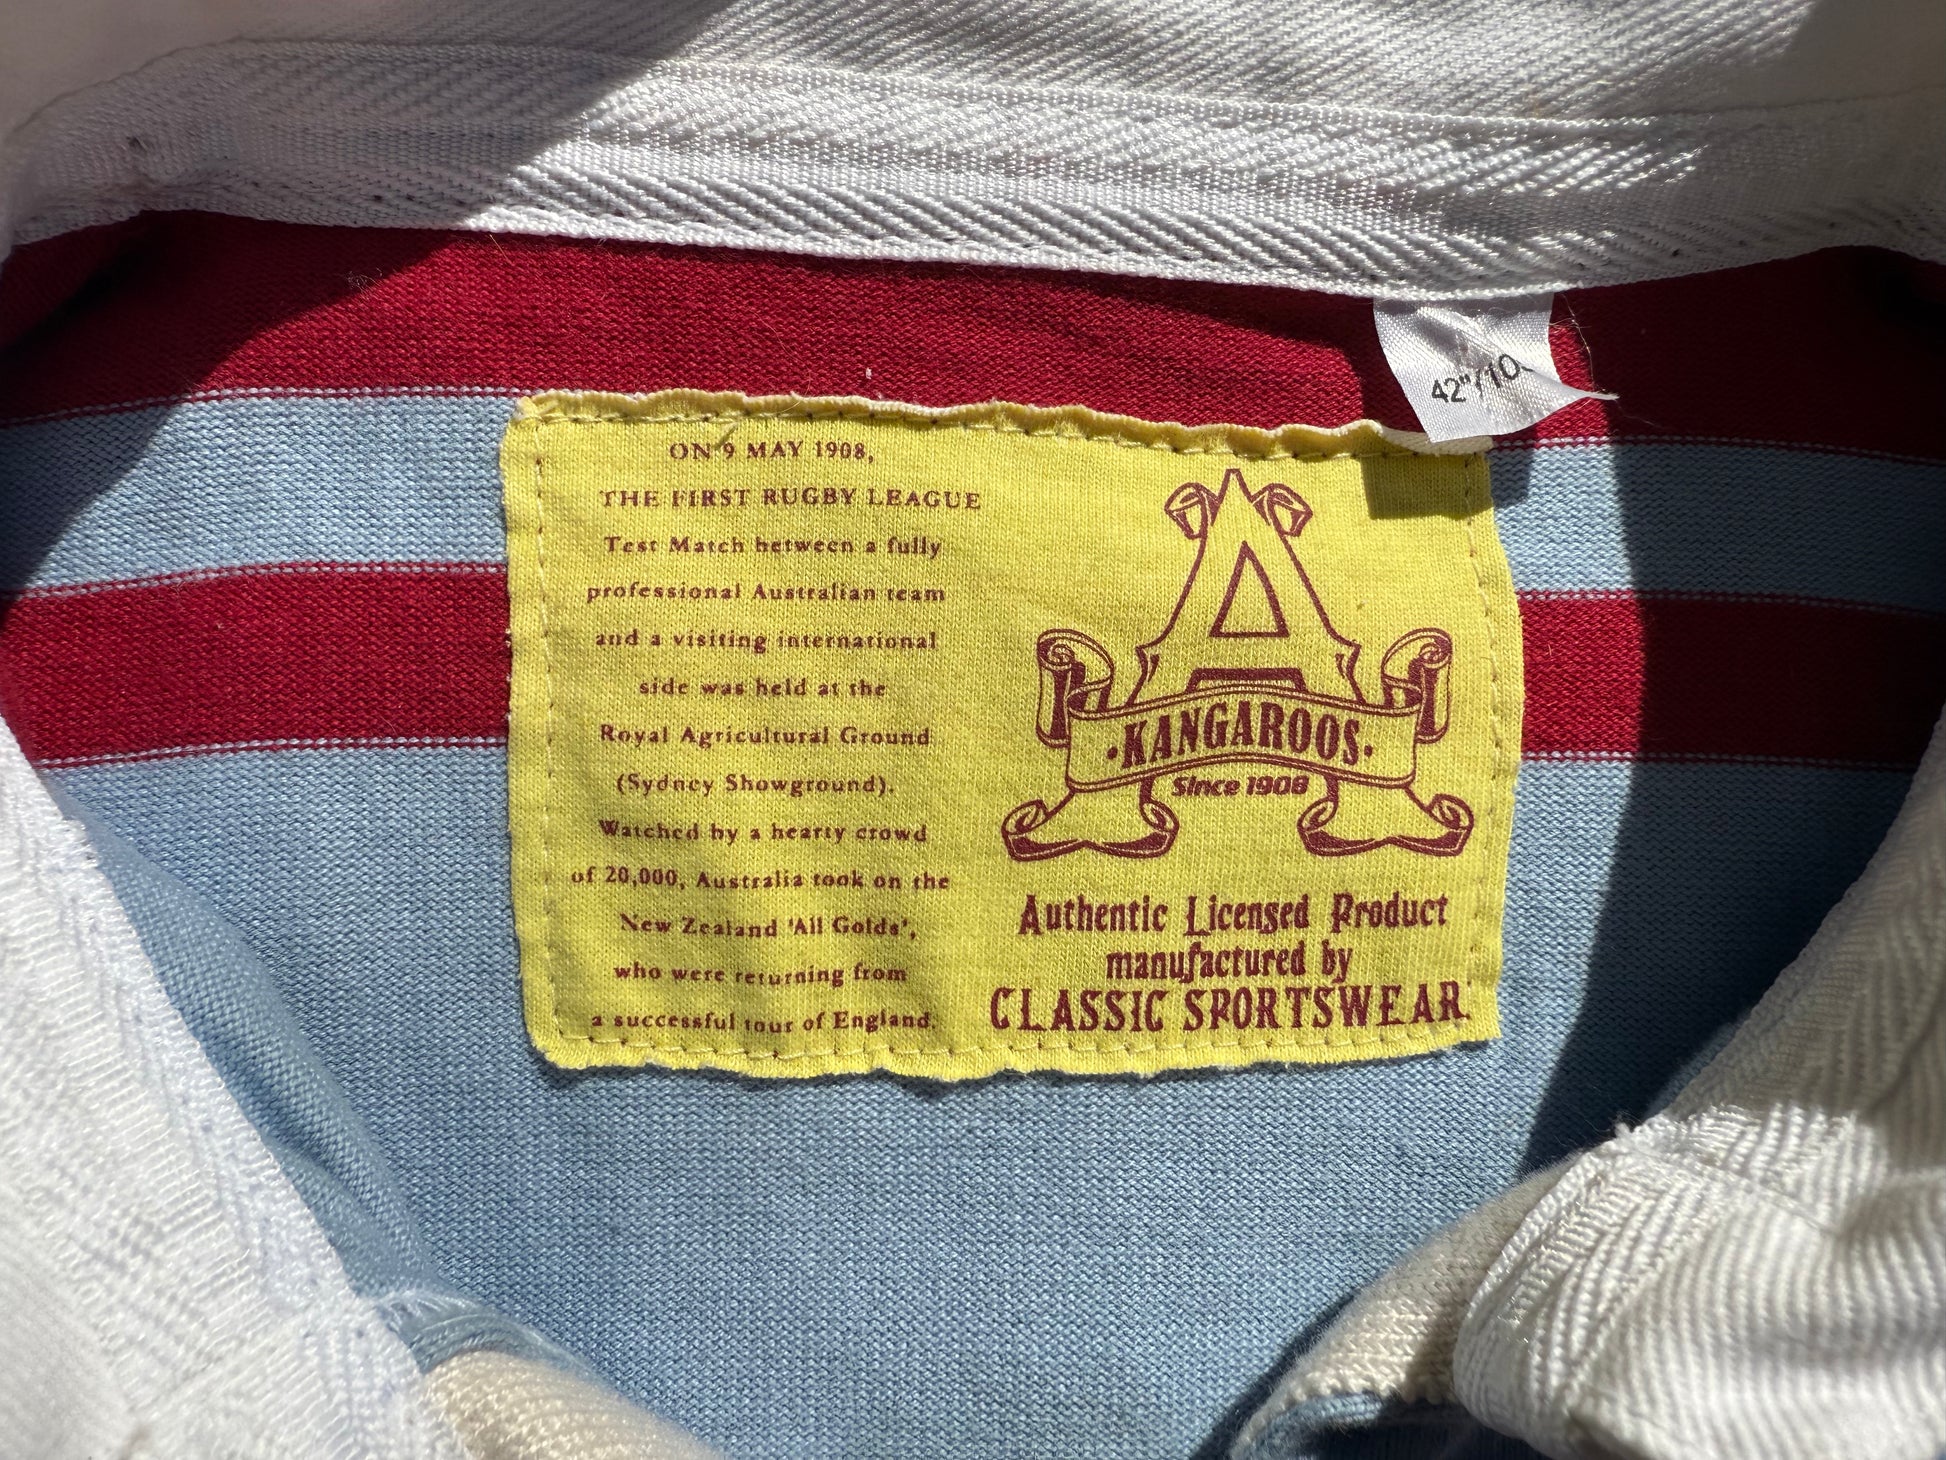 42"/10
ON 9 MAY 1908,
THE FIRST RUGBY LEAGUE
Test Match between a fully
professional Australian team
and a visiting international
side was held at the
Royal Agricultural Ground
(Sydney Showground).
Watched by a hearty crowd
of 20,000, Australia took on the
New Zealand 'All Golds',
who were returning from
a successful tour of England.
A
·KANGAROOS·
Since 1908
Authentic Licensed Product
manufactured by
CLASSIC SPORTSWEAR